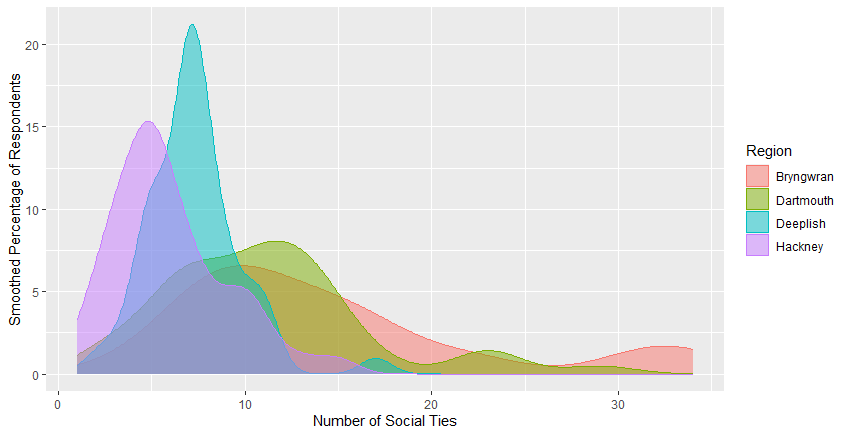 Smoothed Percentage of Respondents
20
15
10
5
0
0
10
20
30
Number of Social Ties
Region
Bryngwran
Dartmouth
Deeplish
Hackney